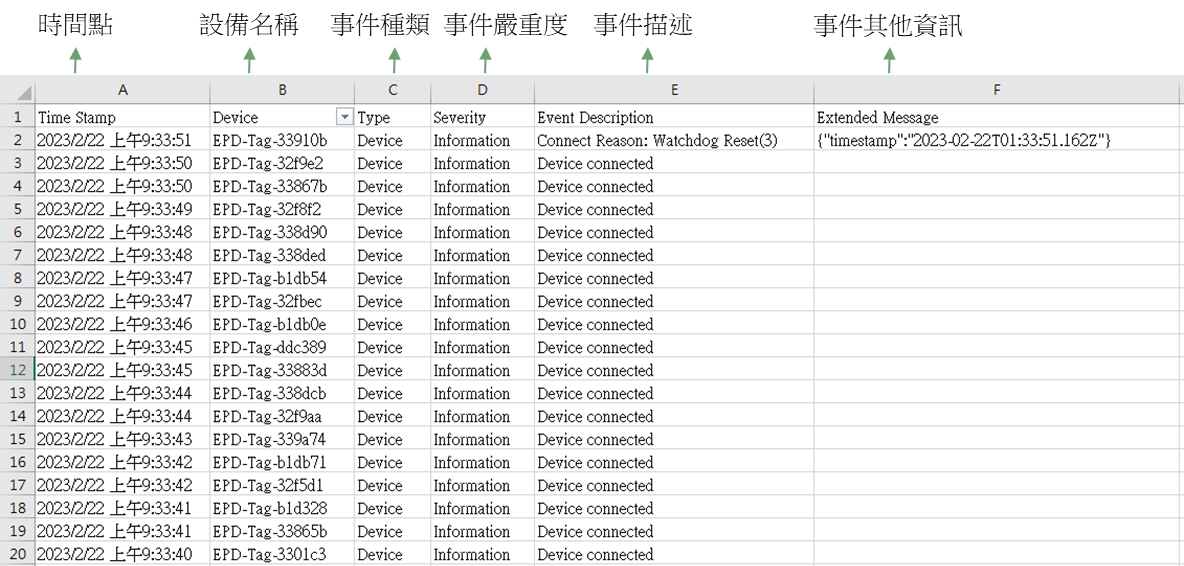 時間點 設備名稱 事件種類 事件嚴重度 事件描述 事件其他資訊
A B C D E F
1 Time Stamp Device Type Severity Event Description Extended Message
2 2023/2/22 上午9:33:51 EPD-Tag-33910b Device Information Connect Reason: Watchdog Reset(3) {"timestamp":"2023-02-22T01:33:51.162Z"}
3 2023/2/22 上午9:33:50 EPD-Tag-32f9e2 Device Information Device connected
4 2023/2/22 上午9:33:50 EPD-Tag-33867b Device Information Device connected
5 2023/2/22 上午9:33:49 EPD-Tag-32f8f2 Device Information Device connected
6 2023/2/22 上午9:33:48 EPD-Tag-338d90 Device Information Device connected
7 2023/2/22 上午9:33:48 EPD-Tag-338ded Device Information Device connected
8 2023/2/22 上午9:33:47 EPD-Tag-b1db54 Device Information Device connected
9 2023/2/22 上午9:33:47 EPD-Tag-32fbec Device Information Device connected
10 2023/2/22 上午9:33:46 EPD-Tag-b1db0e Device Information Device connected
11 2023/2/22 上午9:33:45 EPD-Tag-ddc389 Device Information Device connected
12 2023/2/22 上午9:33:45 EPD-Tag-33883d Device Information Device connected
13 2023/2/22 上午9:33:44 EPD-Tag-338dcb Device Information Device connected
14 2023/2/22 上午9:33:44 EPD-Tag-32f9aa Device Information Device connected
15 2023/2/22 上午9:33:43 EPD-Tag-339a74 Device Information Device connected
16 2023/2/22 上午9:33:42 EPD-Tag-b1db71 Device Information Device connected
17 2023/2/22 上午9:33:42 EPD-Tag-32f5d1 Device Information Device connected
18 2023/2/22 上午9:33:41 EPD-Tag-b1d328 Device Information Device connected
19 2023/2/22 上午9:33:41 EPD-Tag-33865b Device Information Device connected
20 2023/2/22 上午9:33:40 EPD-Tag-3301c3 Device Information Device connected